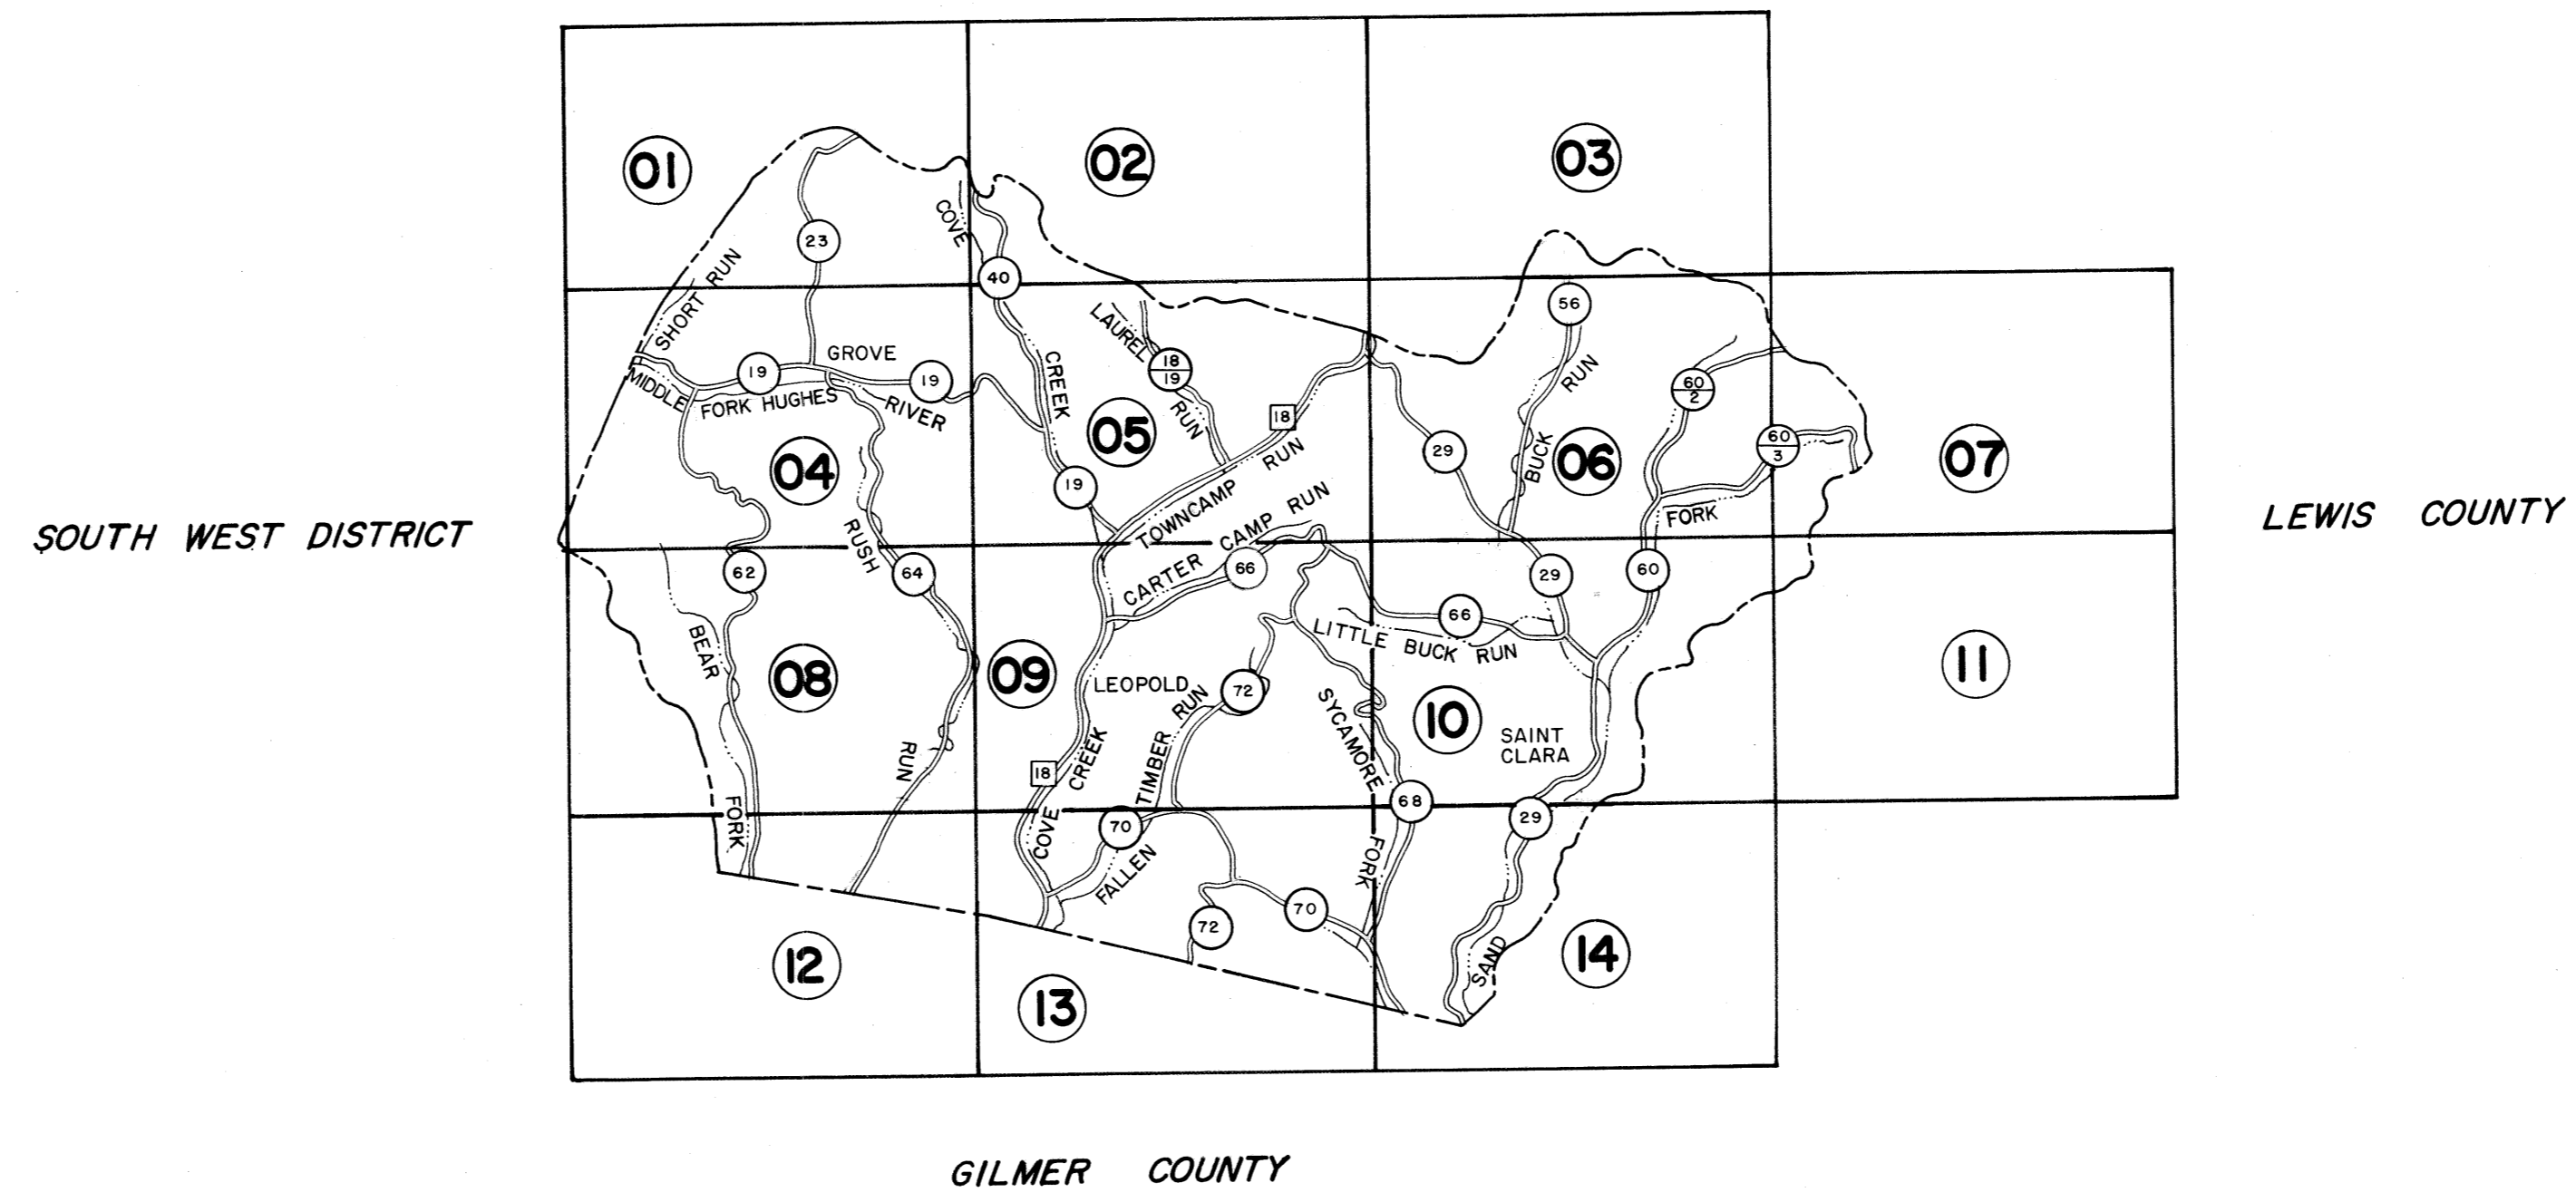 01
02
03
23
COVE
40
SHORT RUN
56
LAUREL
18
19
RUN
19
GROVE
19
MIDDLE
FORK HUGHES
RIVER
CREEK
RUN
60
2
18
29
BUCK
60
3
04
05
06
07
RUN
19
TOWNCAMP
CARTER CAMP RUN
FORK
SOUTH WEST DISTRICT
LEWIS COUNTY
RUSH
62
64
66
29
60
BEAR
66
LITTLE BUCK RUN
08
09
LEOPOLD
72
RUN
TIMBER
SYCAMORE
10
SAINT
CLARA
11
RUN
18
CREEK
COVE
68
FORK
70
FALLEN
FORK
29
72
70
12
13
14
SAND
GILMER COUNTY